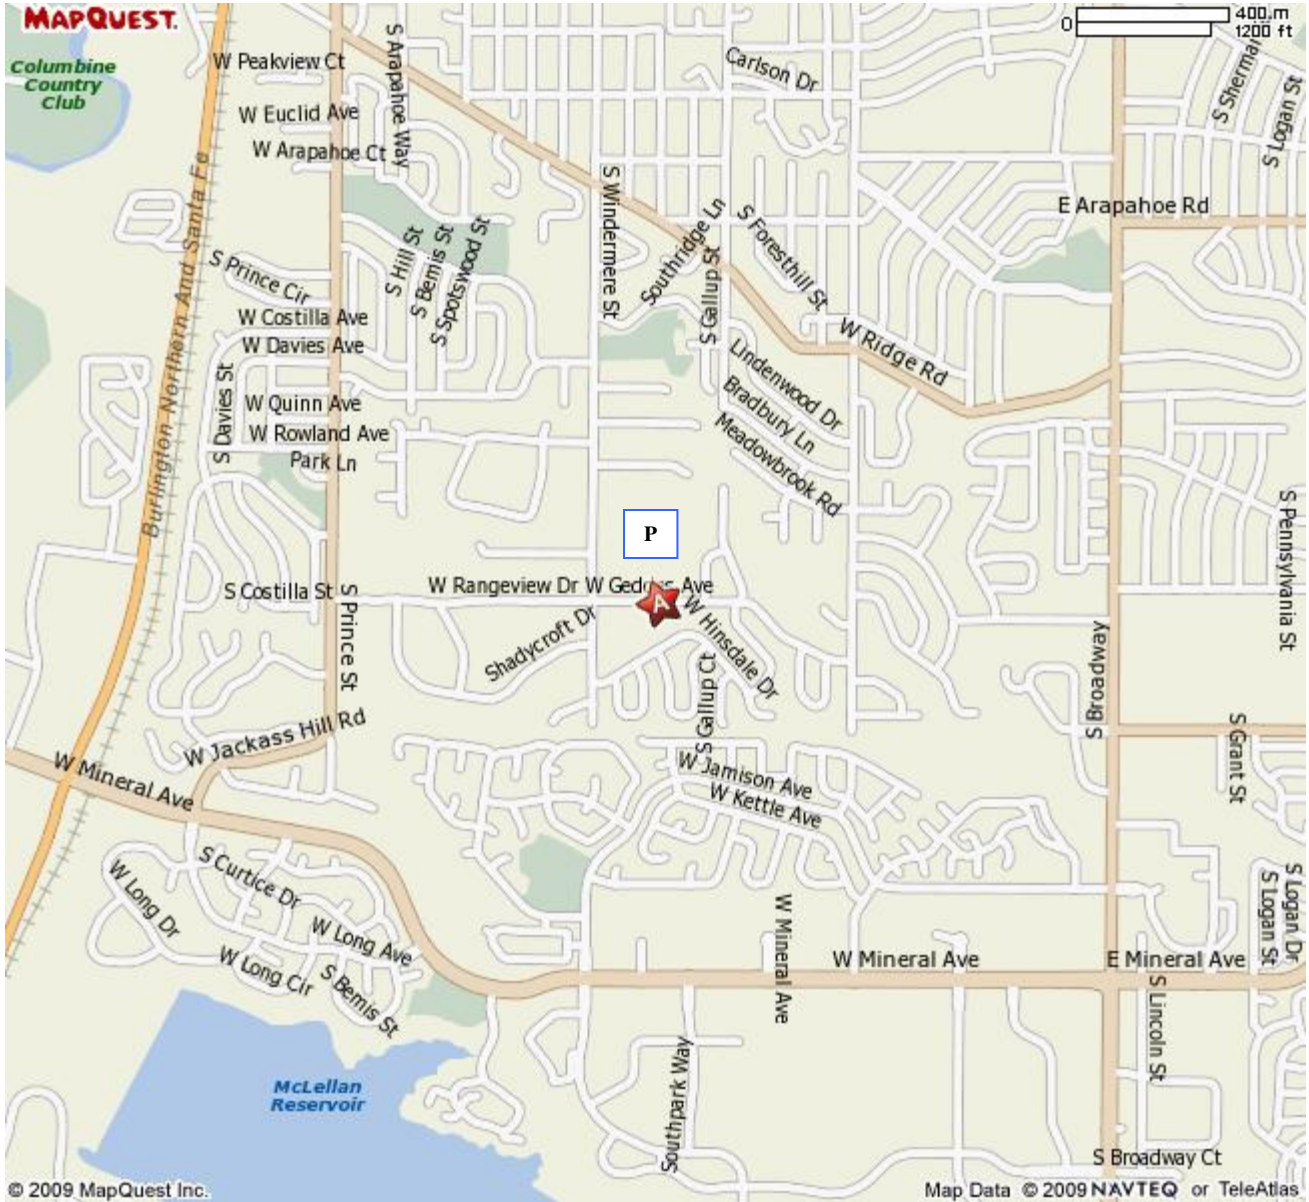 MAPQUEST.
0
400 m
1200 ft
Columbine
Country
Club
W Peakview Ct
S Arapahoe Way
Carlson Dr
S Logan St
W Euclid Ave
W Arapahoe Ct
Burlington Northern And Santa Fe
S Windermere St
E Arapahoe Rd
S Prince Cir
S Hill St
S Bemis St
S Spotswood St
Southridge Ln
S Gallup St
S Foresthill St
W Costilla Ave
W Davies Ave
W Ridge Rd
S Davies St
W Quinn Ave
W Rowland Ave
Park Ln
Lindenwood Dr
Bradbury Ln
Meadowbrook Rd
P
S Pennsylvania St
S Costilla St
S Prince St
W Rangeview Dr
W Ave
A
Shadycroft Dr
W Hinsdale Dr
S Gallup Ct
S Broadway
W Jackass Hill Rd
W Mineral Ave
W Jamison Ave
W Kettle Ave
S Grant St
W Long Dr
S Curtice Dr
W Long Ave
W Long Cir
S Bemis St
W Mineral Ave
W Mineral Ave
E Mineral Ave
S Logan St
S Logan Dr
S Lincoln St
McLellan
Reservoir
Southpark Way
S Broadway Ct
© 2009 MapQuest Inc.
Map Data © 2009 NAVTEQ or TeleAtlas